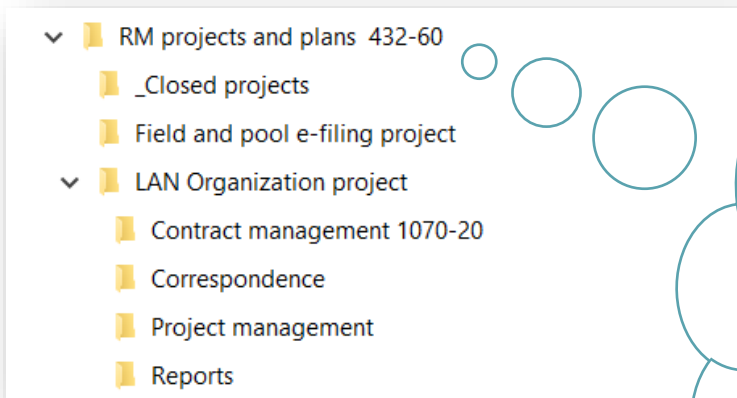 RM projects and plans  432-60
_Closed projects
Field and pool e-filing project
LAN Organization project
Contract management 1070-20
Correspondence
Project management
Reports